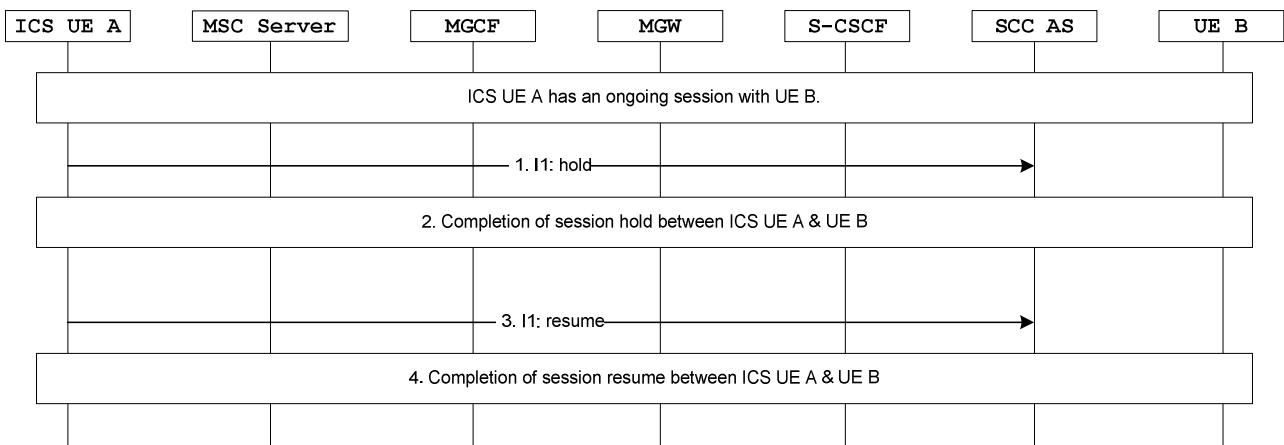 ICS UE A
MSC Server
MGCF
MGW
S-CSCF
SCC AS
UE B
ICS UE A has an ongoing session with UE B.
1. I1: hold
2. Completion of session hold between ICS UE A & UE B
3. I1: resume
4. Completion of session resume between ICS UE A & UE B